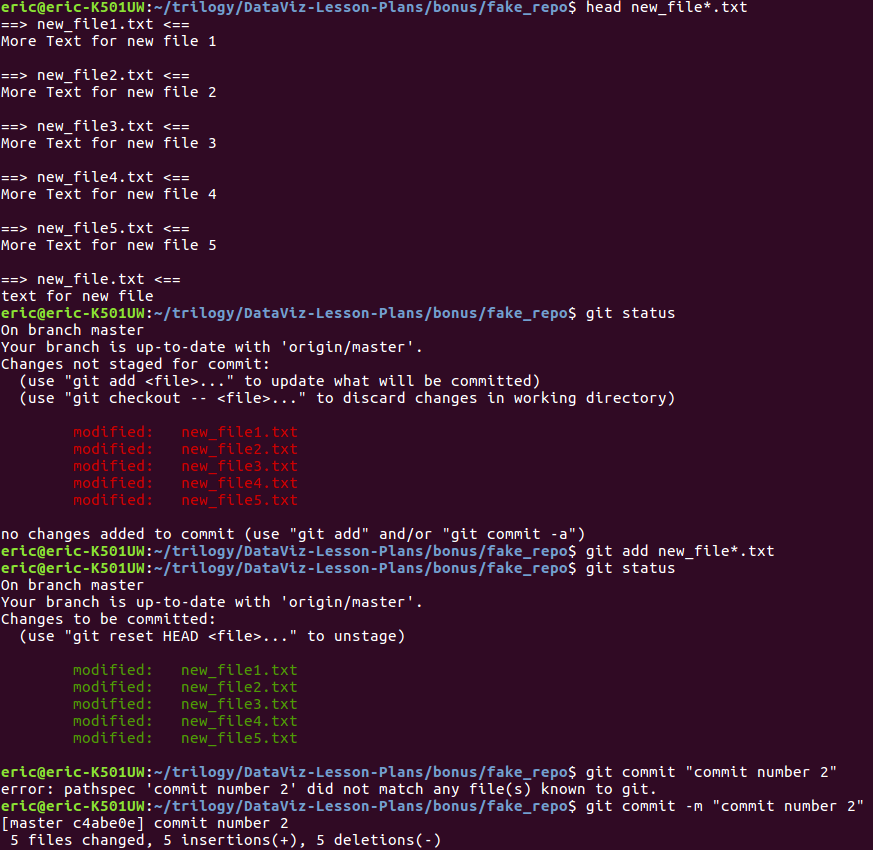 eric@eric-K501UW:~/trilogy/DataViz-Lesson-Plans/bonus/fake_repo$ head new_file*.txt
==> new_file1.txt <==
More Text for new file 1

==> new_file2.txt <==
More Text for new file 2

==> new_file3.txt <==
More Text for new file 3

==> new_file4.txt <==
More Text for new file 4

==> new_file5.txt <==
More Text for new file 5

==> new_file.txt <==
text for new file
eric@eric-K501UW:~/trilogy/DataViz-Lesson-Plans/bonus/fake_repo$ git status
On branch master
Your branch is up-to-date with 'origin/master'.
Changes not staged for commit:
  (use "git add <file>..." to update what will be committed)
  (use "git checkout -- <file>..." to discard changes in working directory)

        modified:   new_file1.txt
        modified:   new_file2.txt
        modified:   new_file3.txt
        modified:   new_file4.txt
        modified:   new_file5.txt

no changes added to commit (use "git add" and/or "git commit -a")
eric@eric-K501UW:~/trilogy/DataViz-Lesson-Plans/bonus/fake_repo$ git add new_file*.txt
eric@eric-K501UW:~/trilogy/DataViz-Lesson-Plans/bonus/fake_repo$ git status
On branch master
Your branch is up-to-date with 'origin/master'.
Changes to be committed:
  (use "git reset HEAD <file>..." to unstage)

        modified:   new_file1.txt
        modified:   new_file2.txt
        modified:   new_file3.txt
        modified:   new_file4.txt
        modified:   new_file5.txt

eric@eric-K501UW:~/trilogy/DataViz-Lesson-Plans/bonus/fake_repo$ git commit "commit number 2"
error: pathspec 'commit number 2' did not match any file(s) known to git.
eric@eric-K501UW:~/trilogy/DataViz-Lesson-Plans/bonus/fake_repo$ git commit -m "commit number 2"
[master c4abe0e] commit number 2
 5 files changed, 5 insertions(+), 5 deletions(-)